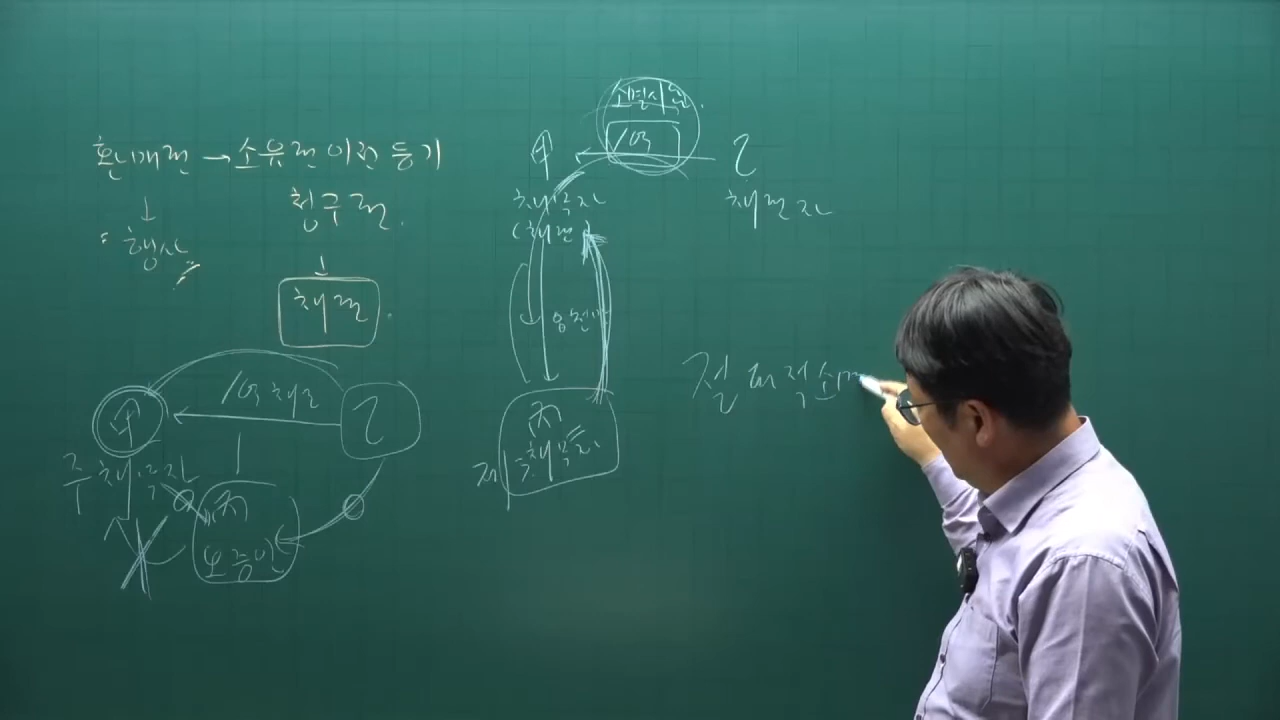 환매권 → 소유권이전등기
청구권.
↓
"행사"
↓
채권.
소멸시효.
1억
甲
乙
채무자
채권자
(채권)
甲
1억 채권
乙
주채무자
丙
보증인
丙
채무자
절대적 소